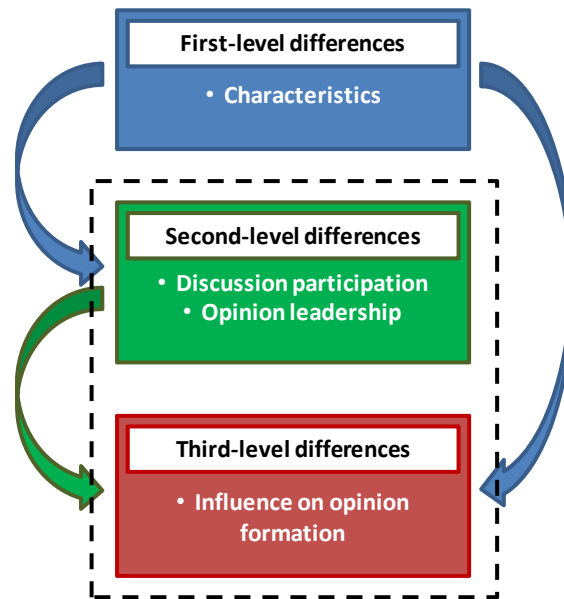 First-level differences
• Characteristics
Second-level differences
• Discussion participation
• Opinion leadership
Third-level differences
• Influence on opinion
formation